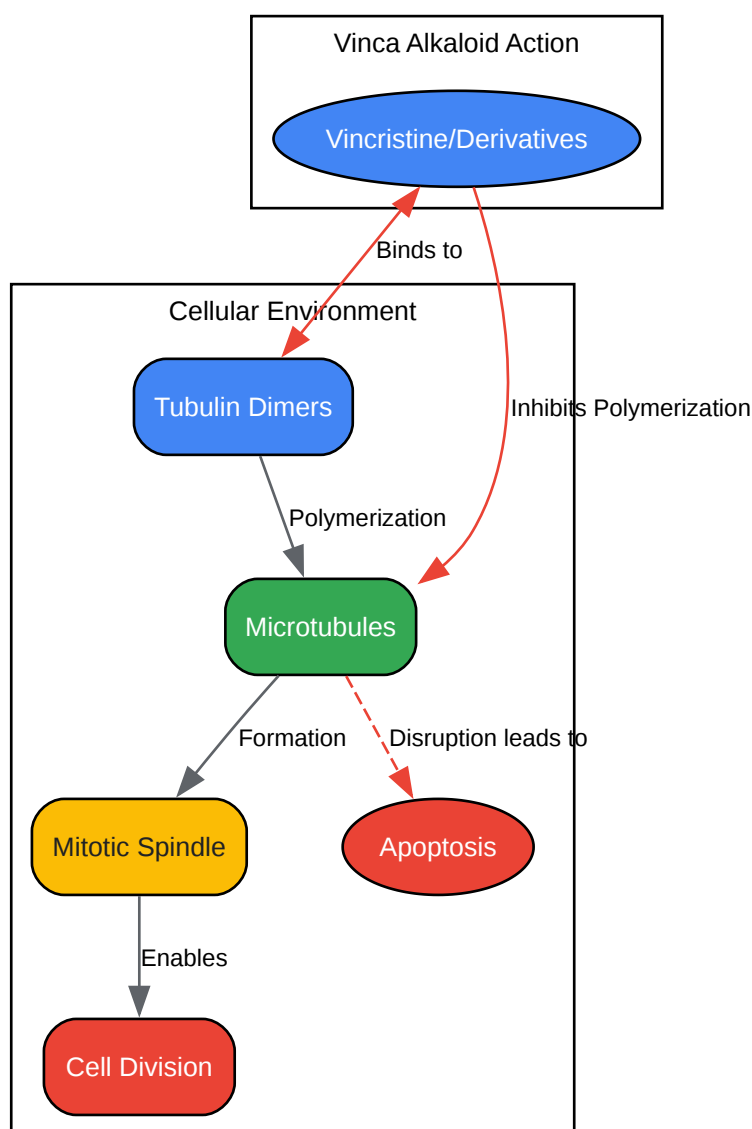 Vinca Alkaloid Action
Vincristine/Derivatives
Binds to
Cellular Environment
Tubulin Dimers
Inhibits Polymerization
Polymerization
Microtubules
Formation
Disruption leads to
Mitotic Spindle
Apoptosis
Enables
Cell Division